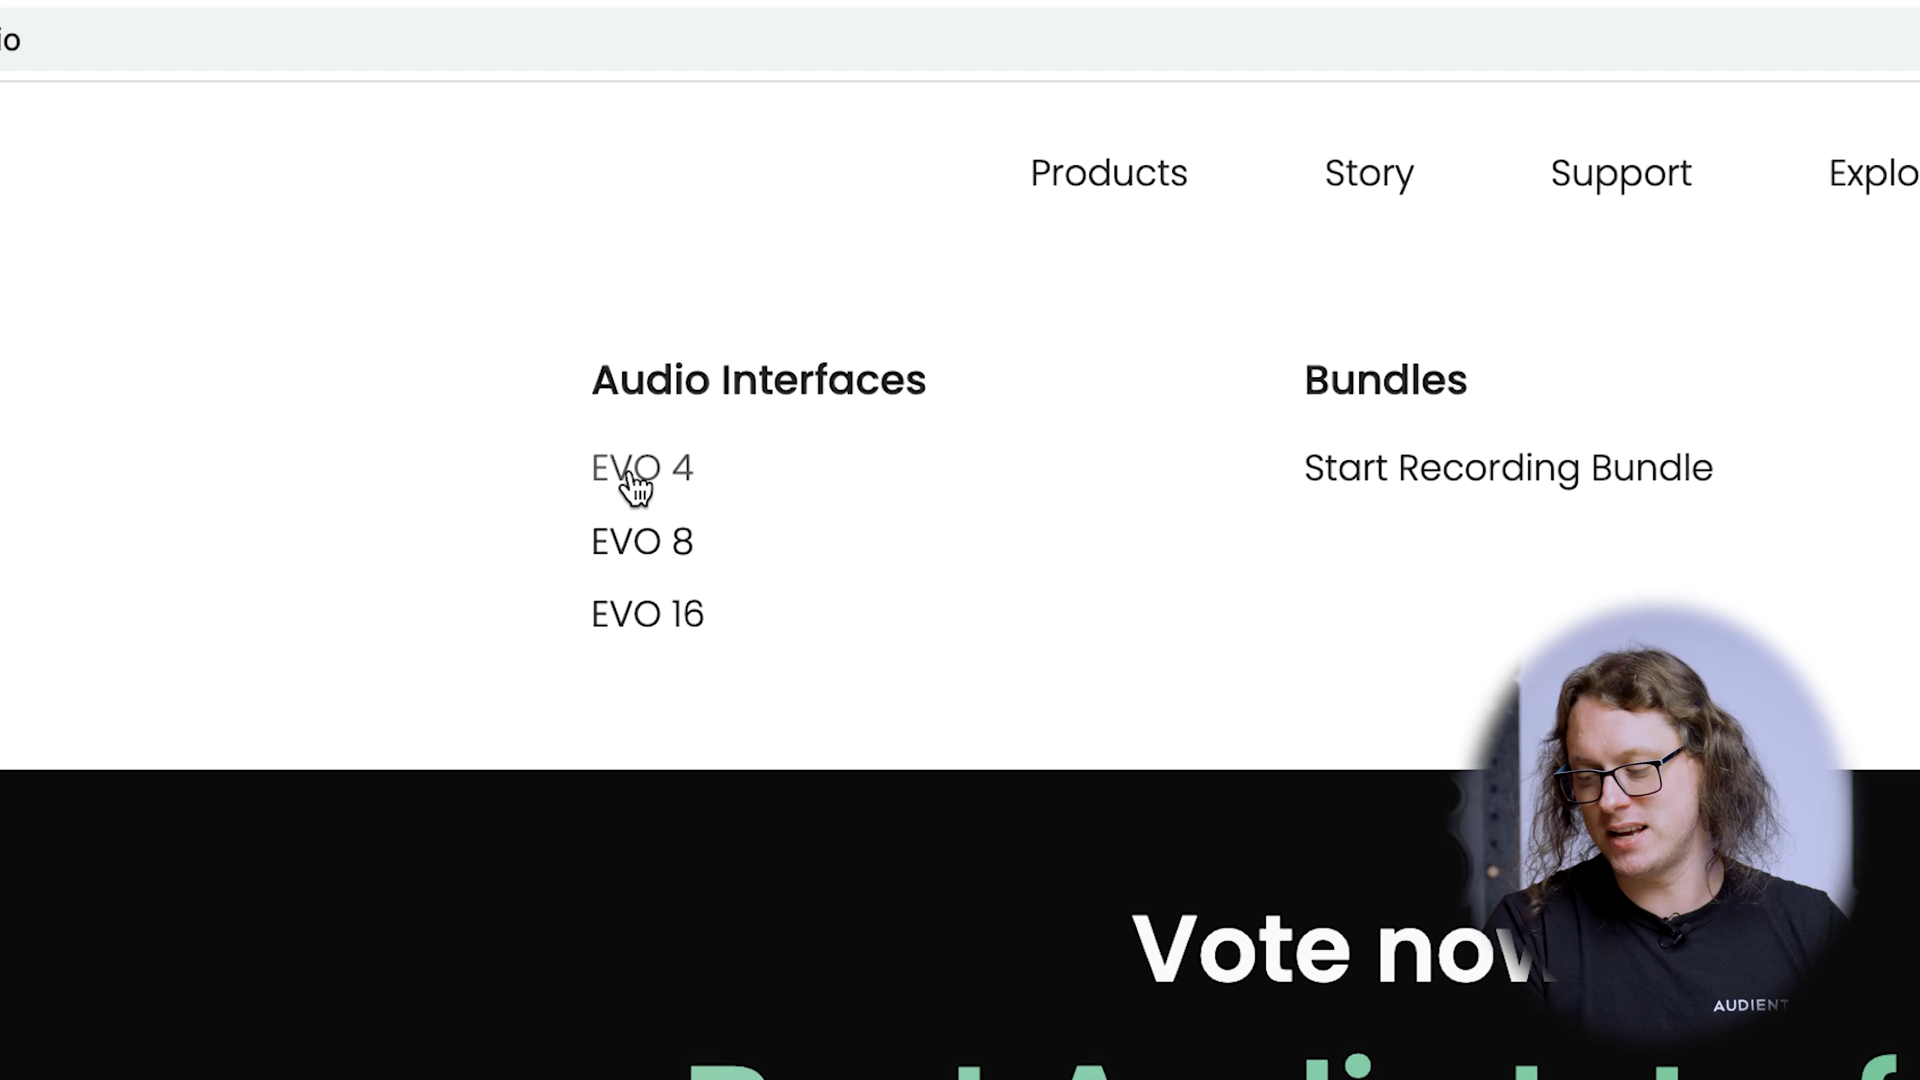 io
Products Story Support Explo
Audio Interfaces Bundles
EVO 4 Start Recording Bundle
EVO 8
EVO 16
Vote now
AUDIENT